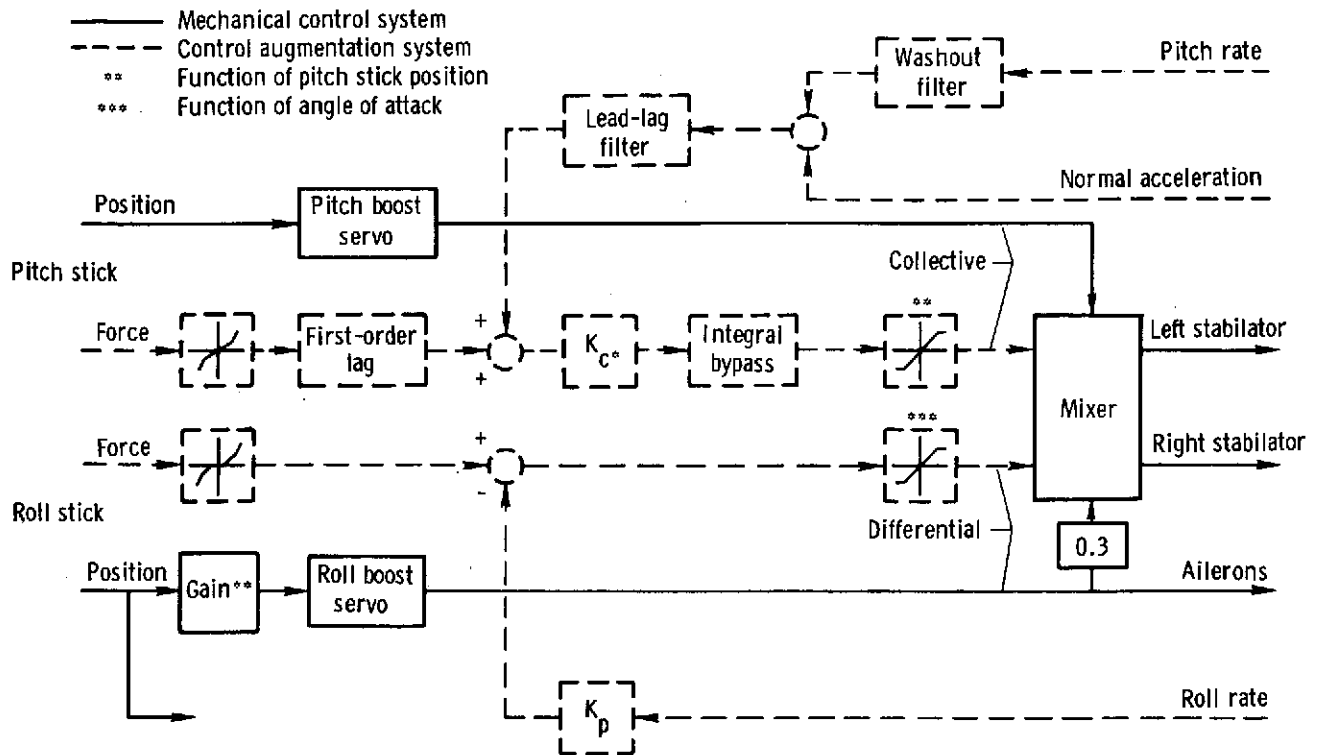 Mechanical control system
Control augmentation system
** Function of pitch stick position
*** Function of angle of attack
Washout
filter
Pitch rate
Lead-lag
filter
Normal acceleration
Position
Pitch boost
servo
Pitch stick
Collective
Force
First-order
lag
+
+
K_c*
Integral
bypass
**
Left stabilator
Mixer
***
Force
+
-
Right stabilator
Roll stick
Differential
0.3
Position
Gain**
Roll boost
servo
Ailerons
K_p
Roll rate